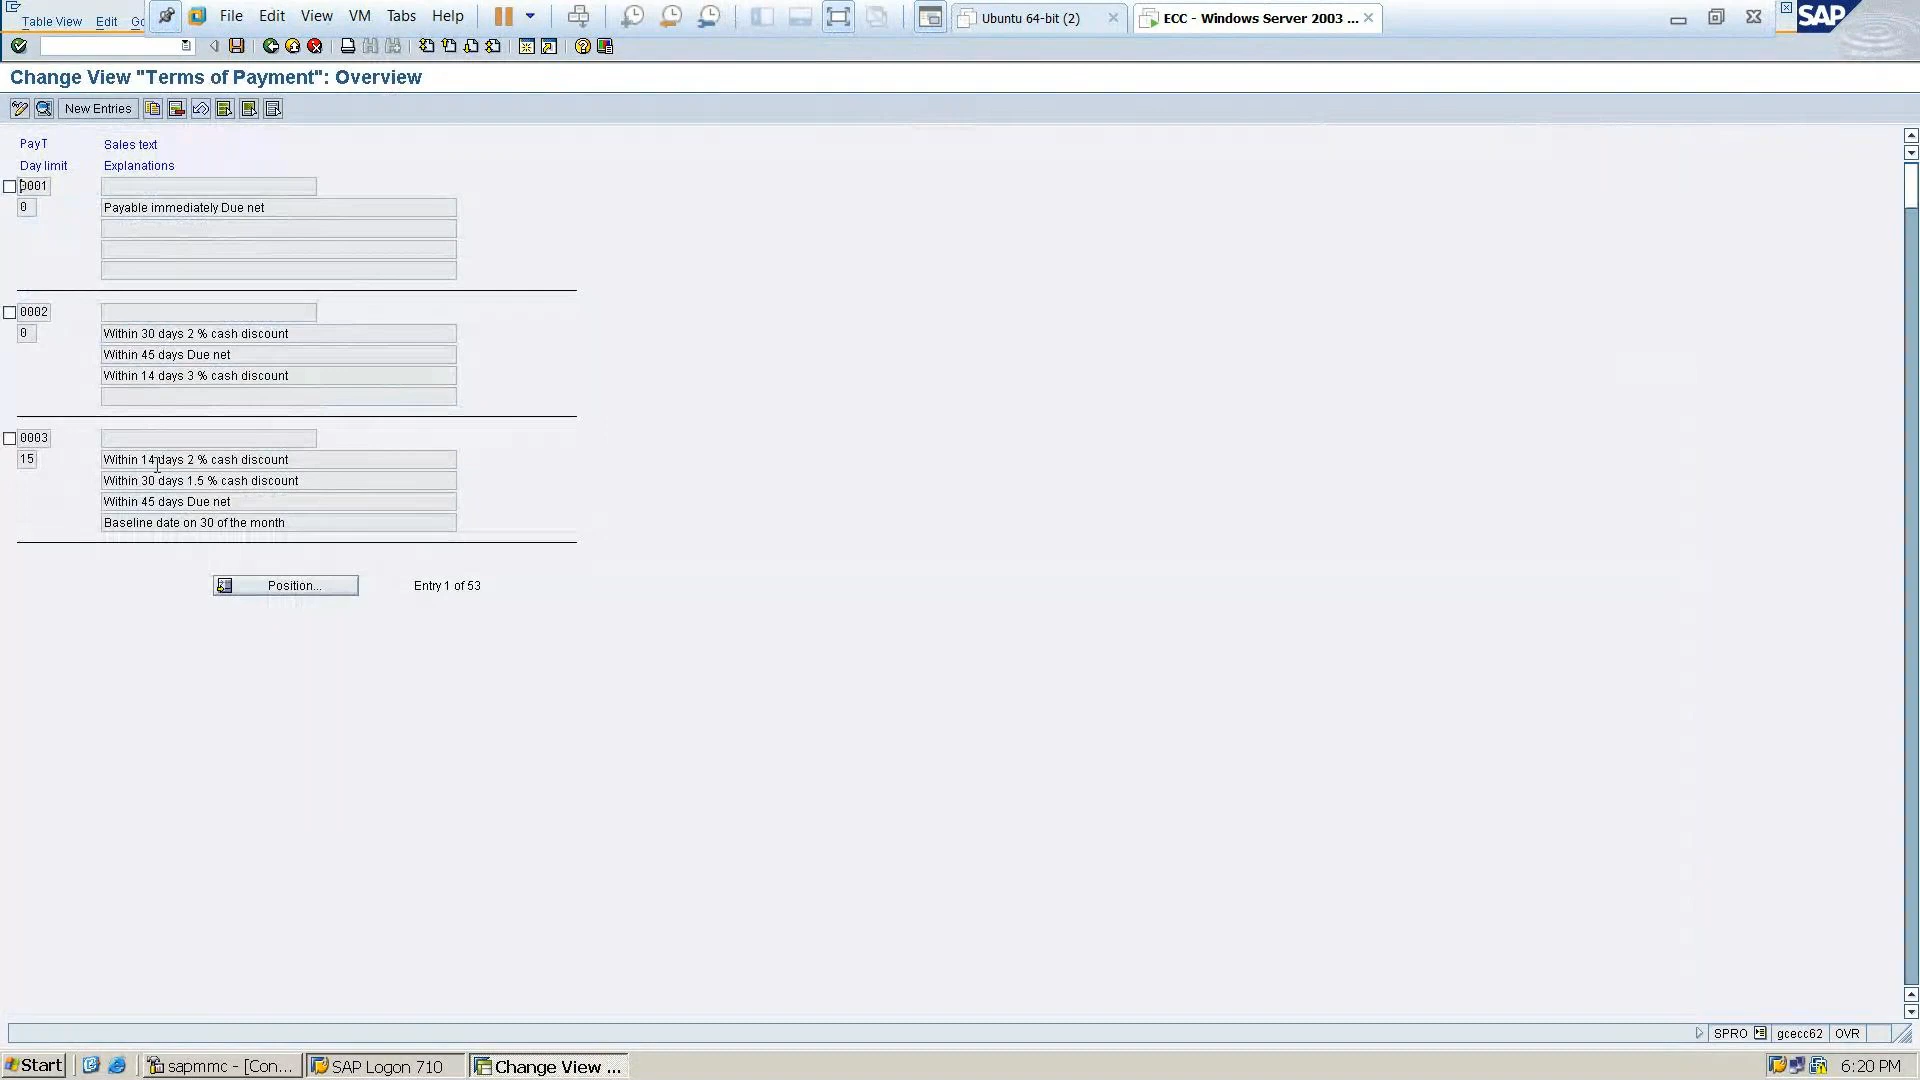 Table View Edit Go
File Edit View VM Tabs Help
Ubuntu 64-bit (2)
ECC - Windows Server 2003 ...
SAP
Change View "Terms of Payment": Overview
New Entries
PayT Sales text
Day limit Explanations
0001
0 Payable immediately Due net
0002
0 Within 30 days 2 % cash discount
Within 45 days Due net
Within 14 days 3 % cash discount
0003
15 Within 14 days 2 % cash discount
Within 30 days 1.5 % cash discount
Within 45 days Due net
Baseline date on 30 of the month
Position... Entry 1 of 53
SPRO gcecc62 OVR
Start sapmmc - [Con... SAP Logon 710 Change View ... 6:20 PM